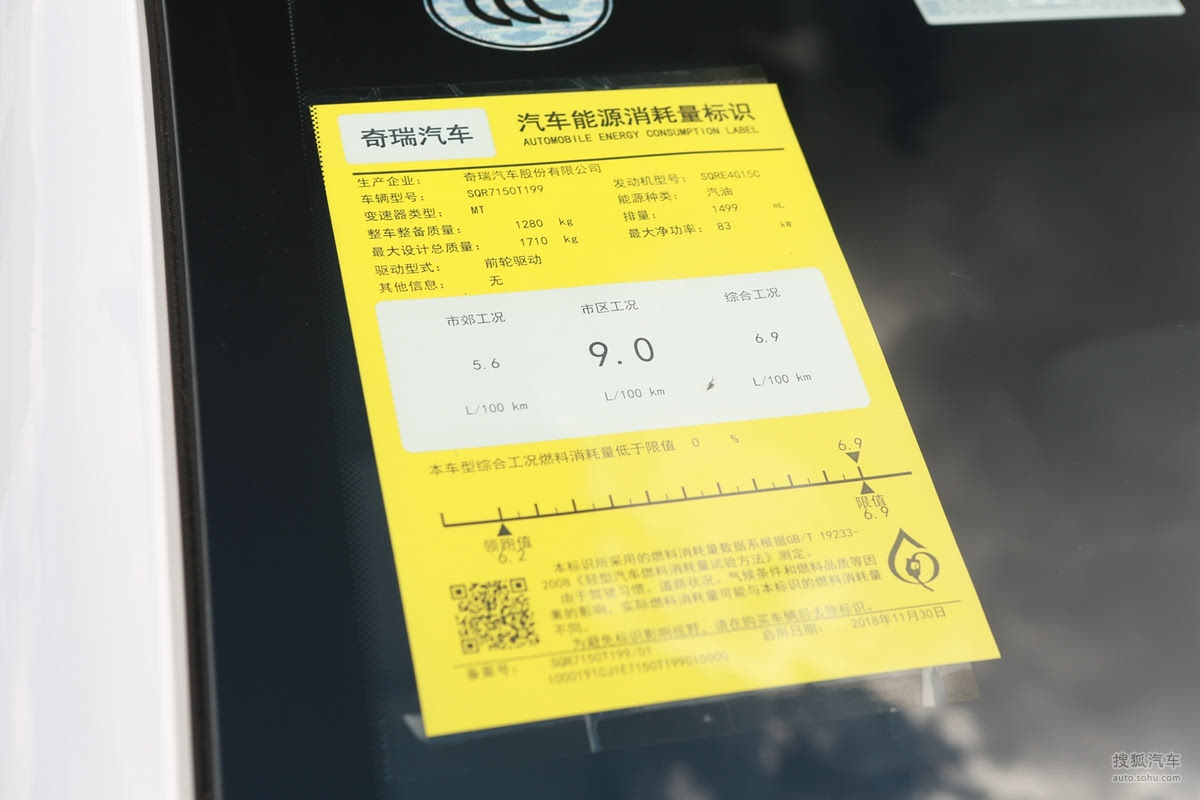 奇瑞汽车
汽车能源消耗量标识
AUTOMOBILE ENERGY CONSUMPTION LABEL
生产企业： 奇瑞汽车股份有限公司
车辆型号： SQR7150T199
变速器类型： MT
整车整备质量： 1280 kg
最大设计总质量： 1710 kg
驱动型式： 前轮驱动
其他信息： 无
发动机型号： SQRE4G15C
能源种类： 汽油
排量： 1499 mL
最大净功率： 83 kW
市郊工况 市区工况 综合工况
5.6 9.0 6.9
L/100 km L/100 km L/100 km
本车型综合工况燃料消耗量低于限值 0 %
6.9
领跑值
6.2
限值
6.9
本标识所采用的燃料消耗量数据系根据GB/T 19233-
2008《轻型汽车燃料消耗量试验方法》测定。
由于驾驶习惯、道路状况、气候条件和燃料品质等因
素的影响，实际燃料消耗量可能与本标识的燃料消耗量
不同。
为避免标识影响视野，请在购买车辆后去除标识。
启用日期： 2018年11月30日
备案号： SQR7150T199/01
搜狐汽车
auto.sohu.com